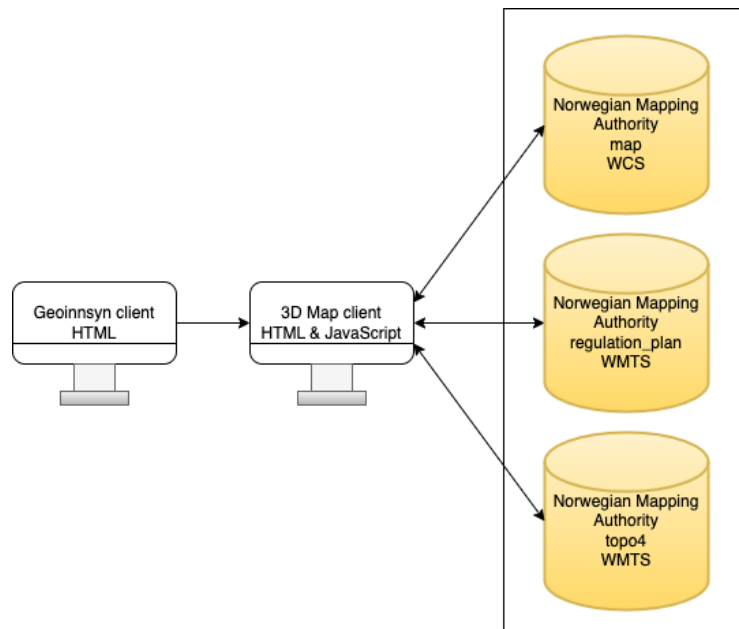 Geoinnsyn client
HTML
3D Map client
HTML & JavaScript
Norwegian Mapping
Authority
map
WCS
Norwegian Mapping
Authority
regulation_plan
WMTS
Norwegian Mapping
Authority
topo4
WMTS